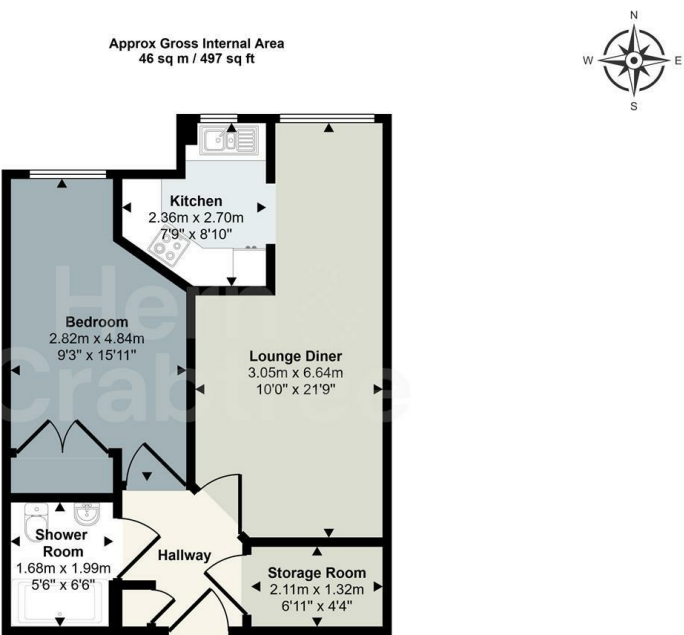 Approx Gross Internal Area
46 sq m / 497 sq ft
N
W
E
S
Kitchen
2.36m x 2.70m
7'9" x 8'10"
Bedroom
2.82m x 4.84m
9'3" x 15'11"
Lounge Diner
3.05m x 6.64m
10'0" x 21'9"
Hern
Crabtree
Shower
Room
1.68m x 1.99m
5'6" x 6'6"
Hallway
Storage Room
2.11m x 1.32m
6'11" x 4'4"